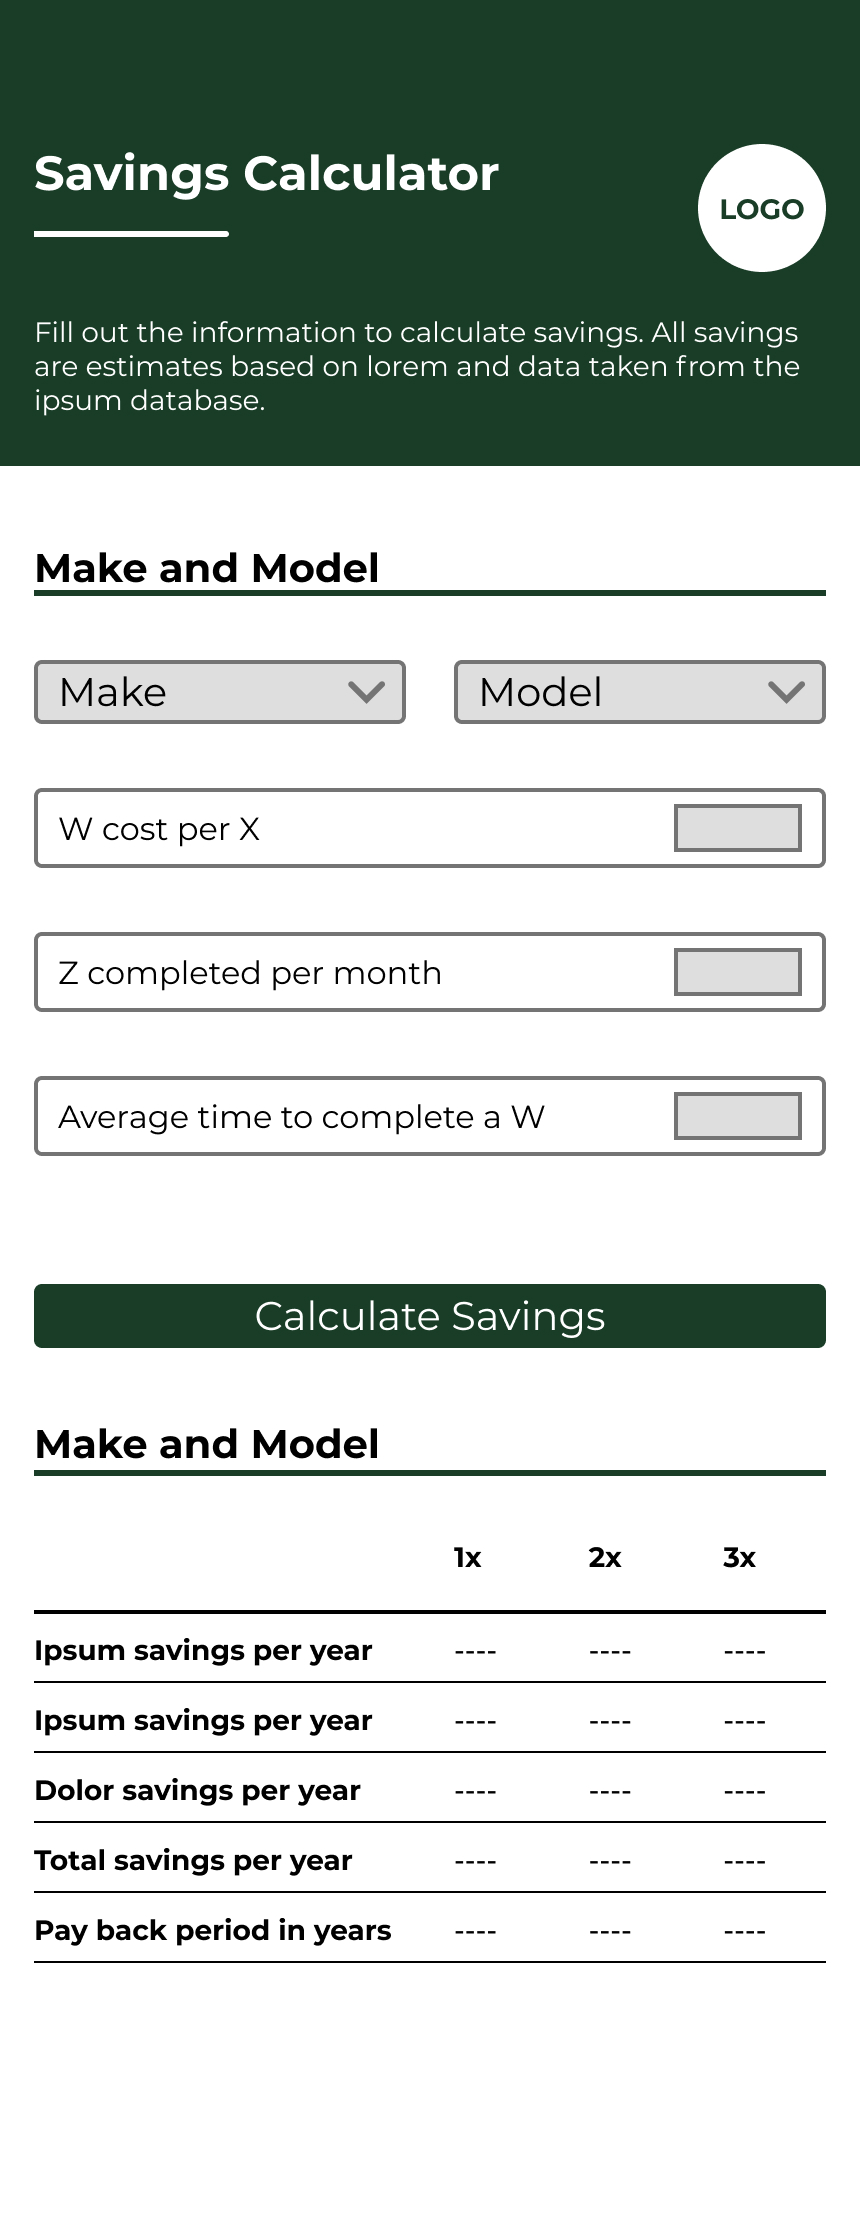 Savings Calculator
LOGO
Fill out the information to calculate savings. All savings
are estimates based on lorem and data taken from the
ipsum database.
Make and Model
Make Model
W cost per X
Z completed per month
Average time to complete a W
Calculate Savings
Make and Model
1x 2x 3x
Ipsum savings per year ---- ---- ----
Ipsum savings per year ---- ---- ----
Dolor savings per year ---- ---- ----
Total savings per year ---- ---- ----
Pay back period in years ---- ---- ----